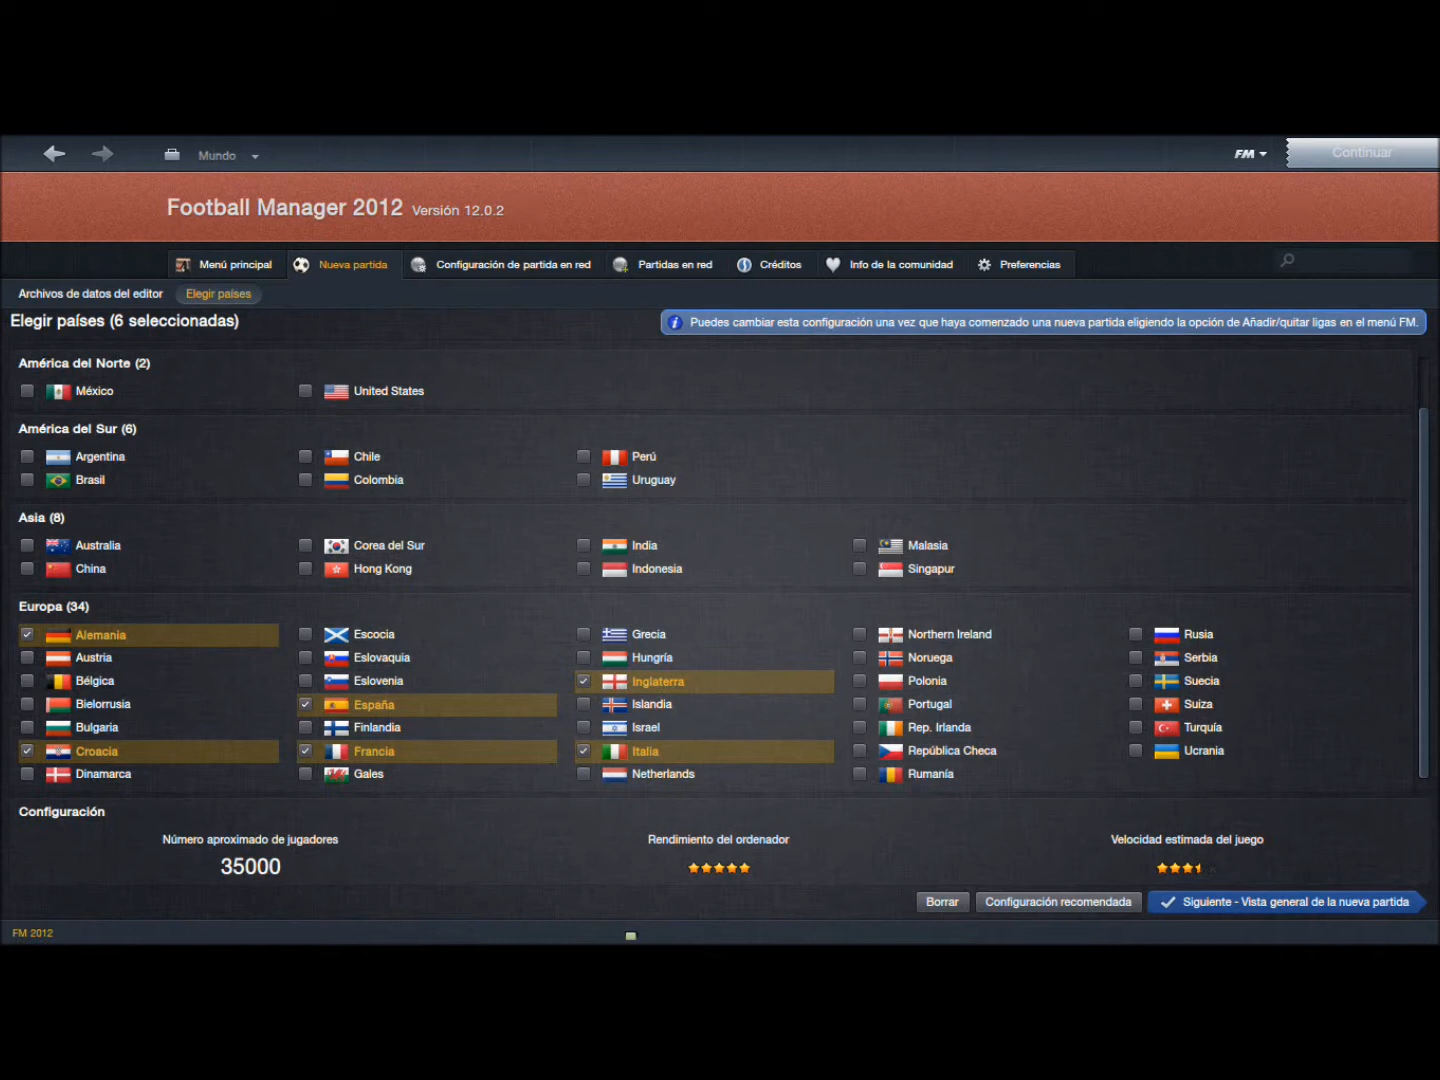 Mundo
FM
Continuar
Football Manager 2012 Versión 12.0.2
Menú principal
Nueva partida
Configuración de partida en red
Partidas en red
Créditos
Info de la comunidad
Preferencias
Archivos de datos del editor
Elegir países
Elegir países (6 seleccionadas)
Puedes cambiar esta configuración una vez que haya comenzado una nueva partida eligiendo la opción de Añadir/quitar ligas en el menú FM.
América del Norte (2)
México
United States
América del Sur (6)
Argentina
Chile
Perú
Brasil
Colombia
Uruguay
Asia (8)
Australia
Corea del Sur
India
Malasia
China
Hong Kong
Indonesia
Singapur
Europa (34)
Alemania
Escocia
Grecia
Northern Ireland
Rusia
Austria
Eslovaquia
Hungría
Noruega
Serbia
Bélgica
Eslovenia
Inglaterra
Polonia
Suecia
Bielorrusia
España
Islandia
Portugal
Suiza
Bulgaria
Finlandia
Israel
Rep. Irlanda
Turquía
Croacia
Francia
Italia
República Checa
Ucrania
Dinamarca
Gales
Netherlands
Rumanía
Configuración
Número aproximado de jugadores
Rendimiento del ordenador
Velocidad estimada del juego
35000
Borrar
Configuración recomendada
Siguiente - Vista general de la nueva partida
FM 2012